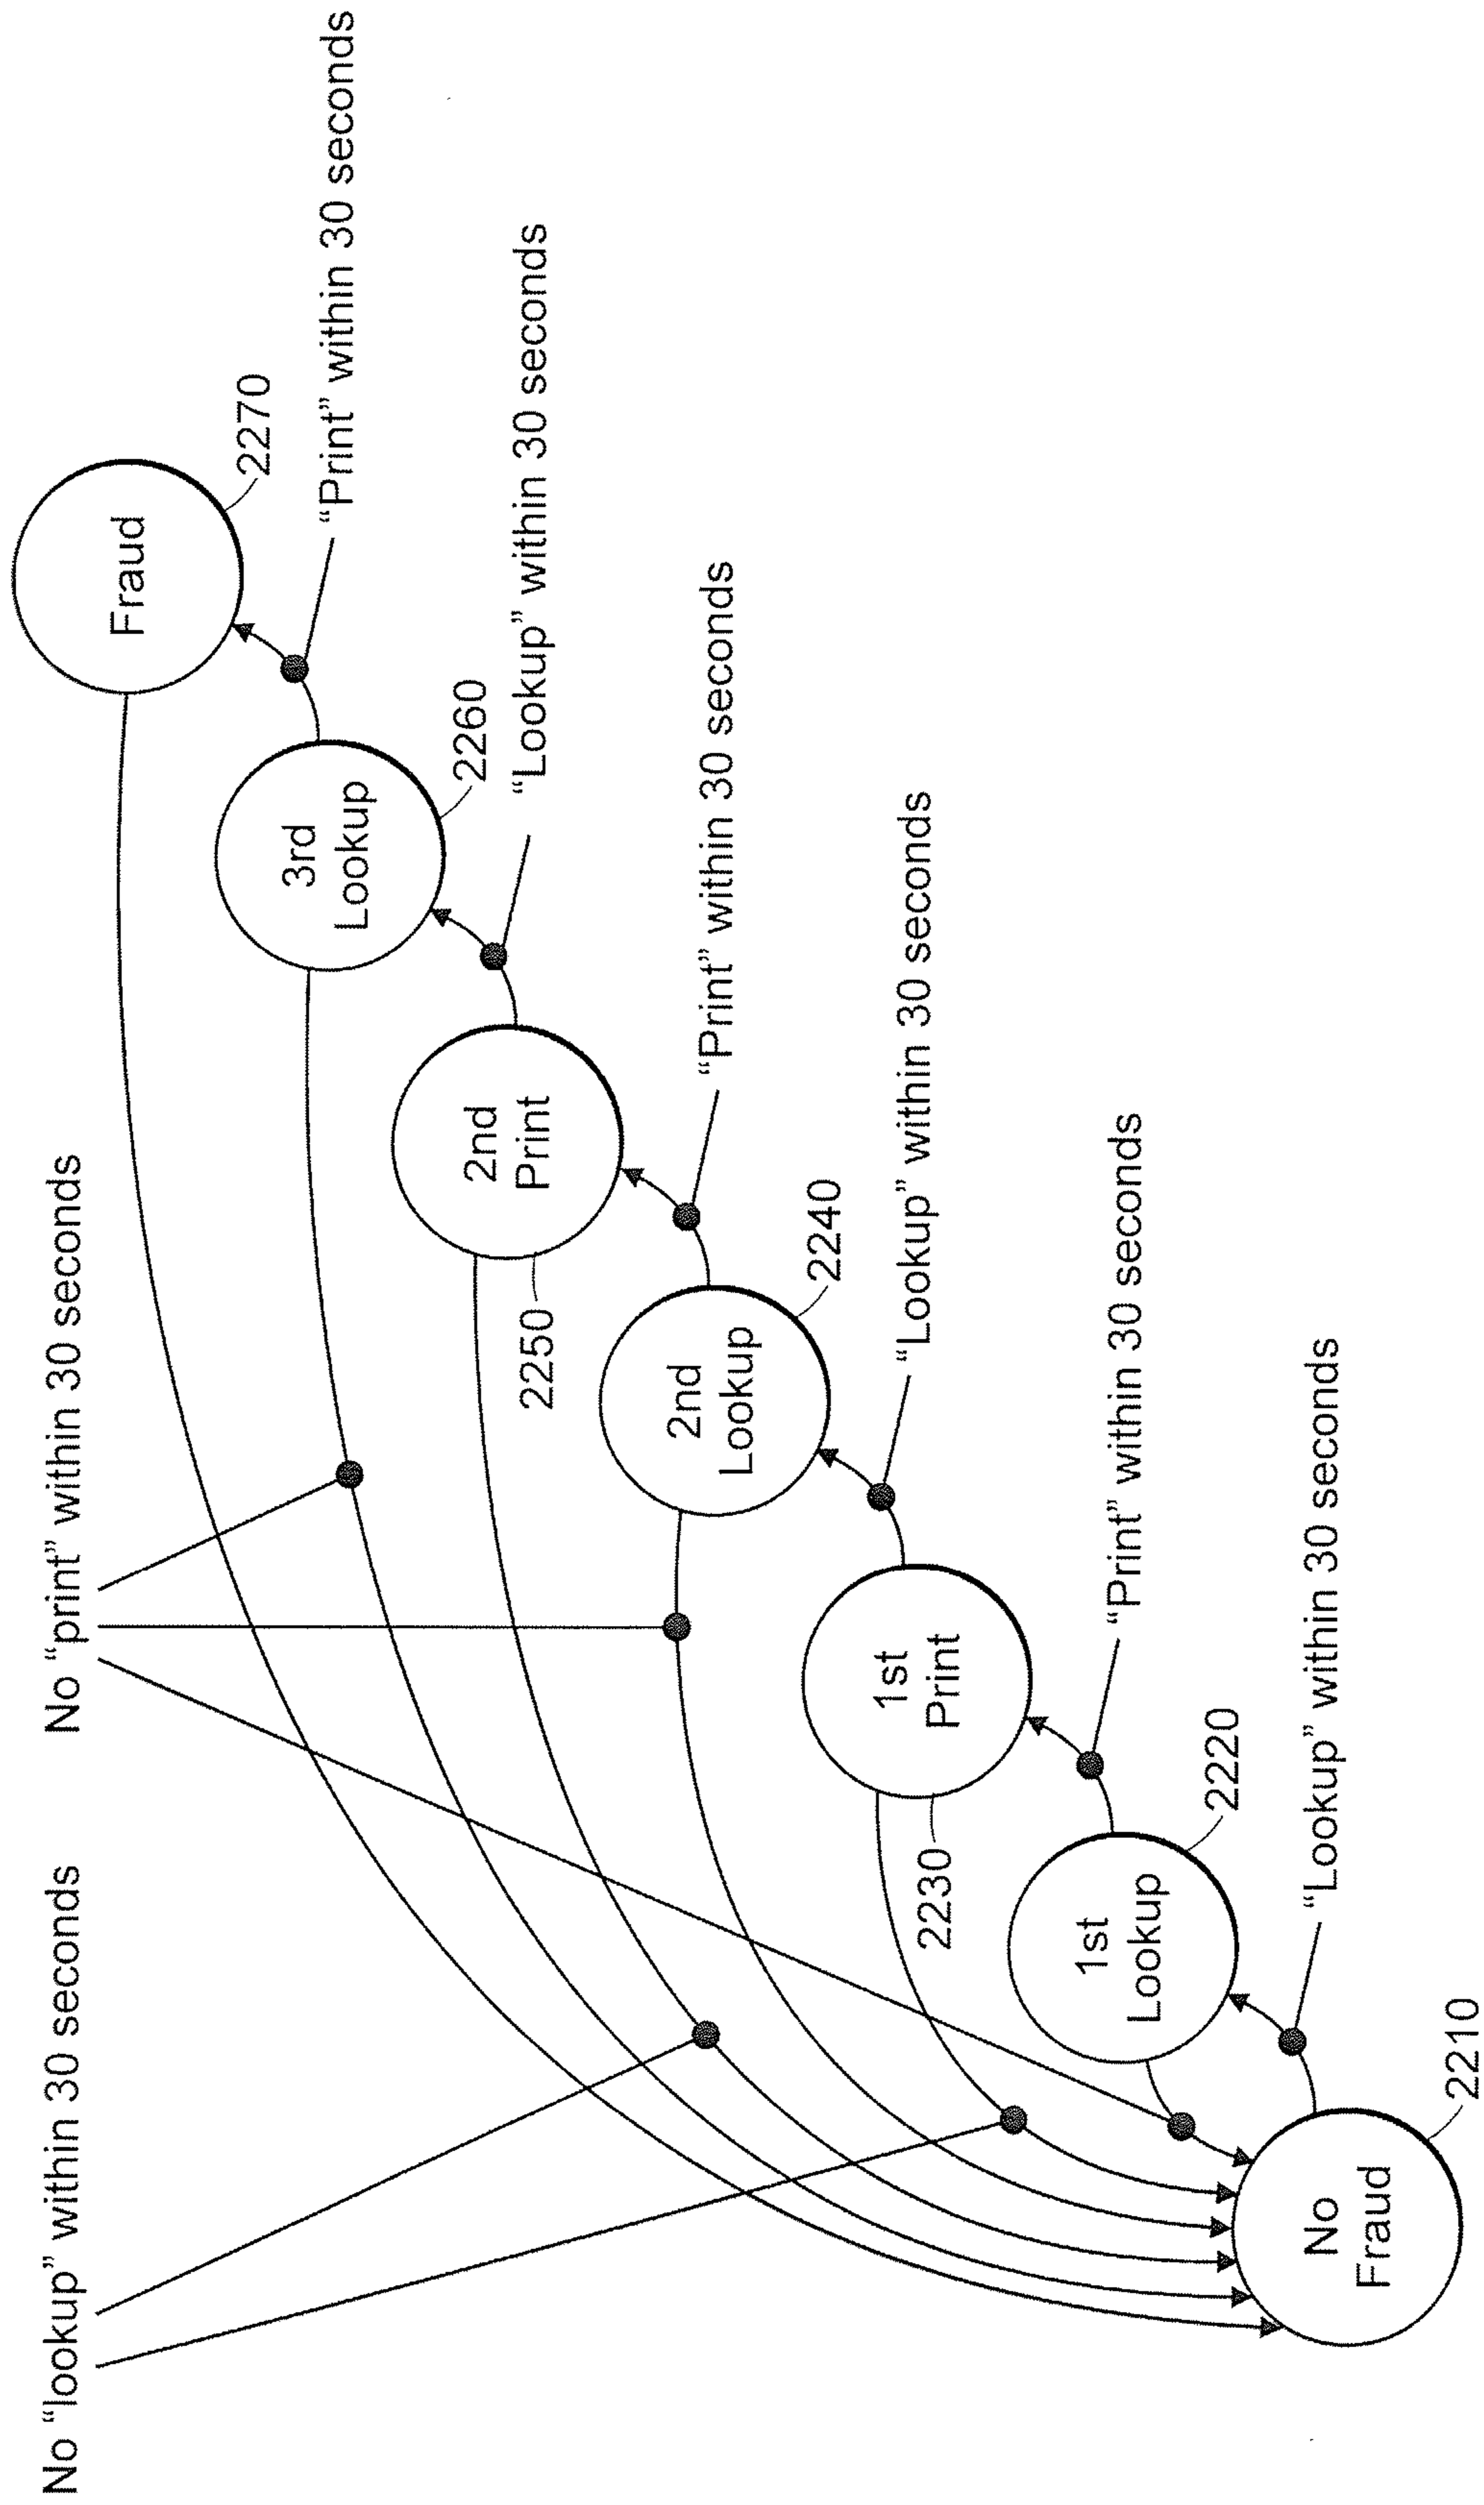 No “lookup” within 30 seconds
No “print” within 30 seconds
Fraud
2270
“Print” within 30 seconds
3rd
Lookup
2260
“Lookup” within 30 seconds
2nd
Print
2250
“Print” within 30 seconds
2nd
Lookup
2240
“Lookup” within 30 seconds
1st
Print
2230
“Print” within 30 seconds
1st
Lookup
2220
“Lookup” within 30 seconds
No
Fraud
2210